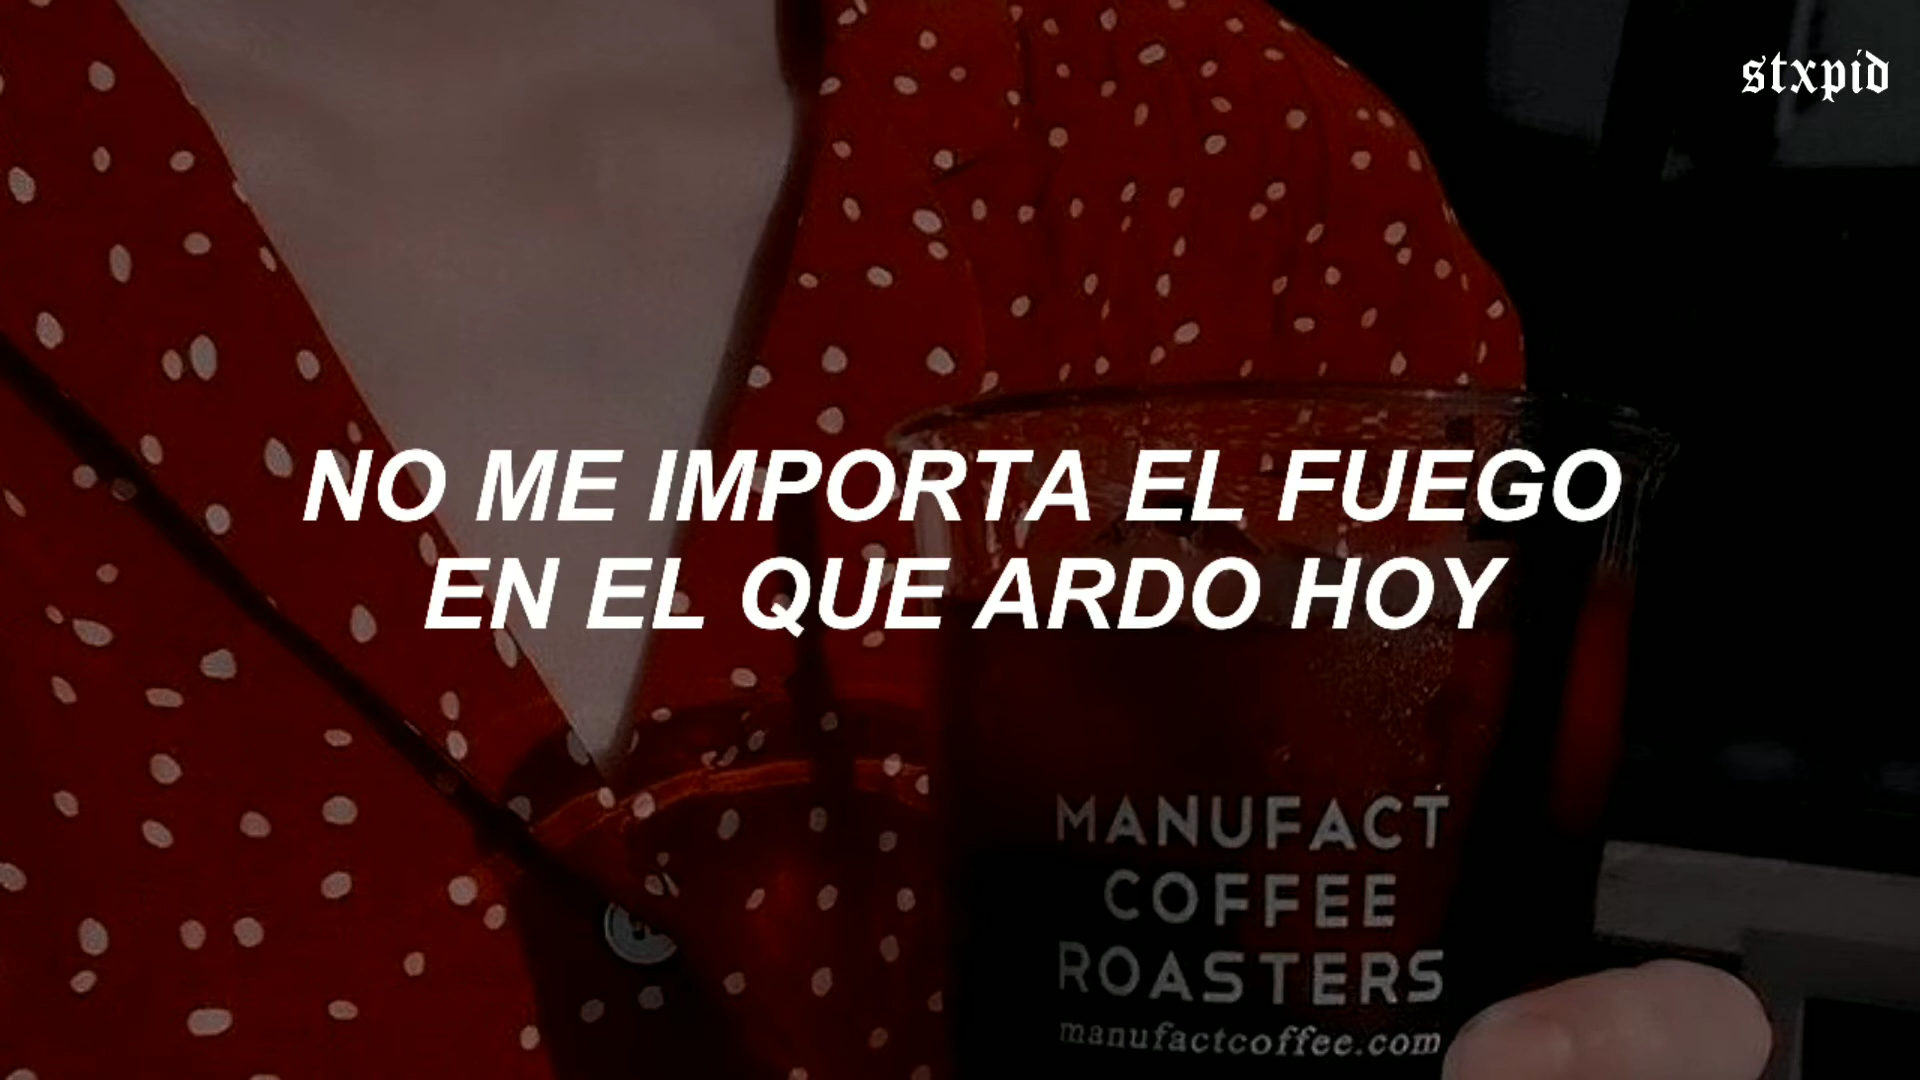 stxpid
NO ME IMPORTA EL FUEGO
EN EL QUE ARDO HOY
MANUFACT
COFFEE
ROASTERS
manufactcoffee.com